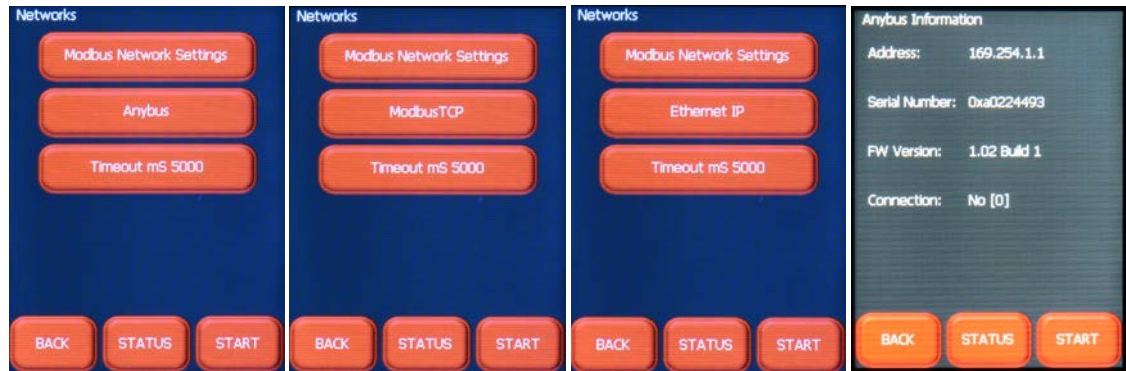 Networks
Modbus Network Settings
Anybus
Timeout mS 5000
BACK STATUS START
Networks
Modbus Network Settings
ModbusTCP
Timeout mS 5000
BACK STATUS START
Networks
Modbus Network Settings
Ethernet IP
Timeout mS 5000
BACK STATUS START
Anybus Information
Address: 169.254.1.1
Serial Number: 0xa0224493
FW Version: 1.02 Build 1
Connection: No [0]
BACK STATUS START